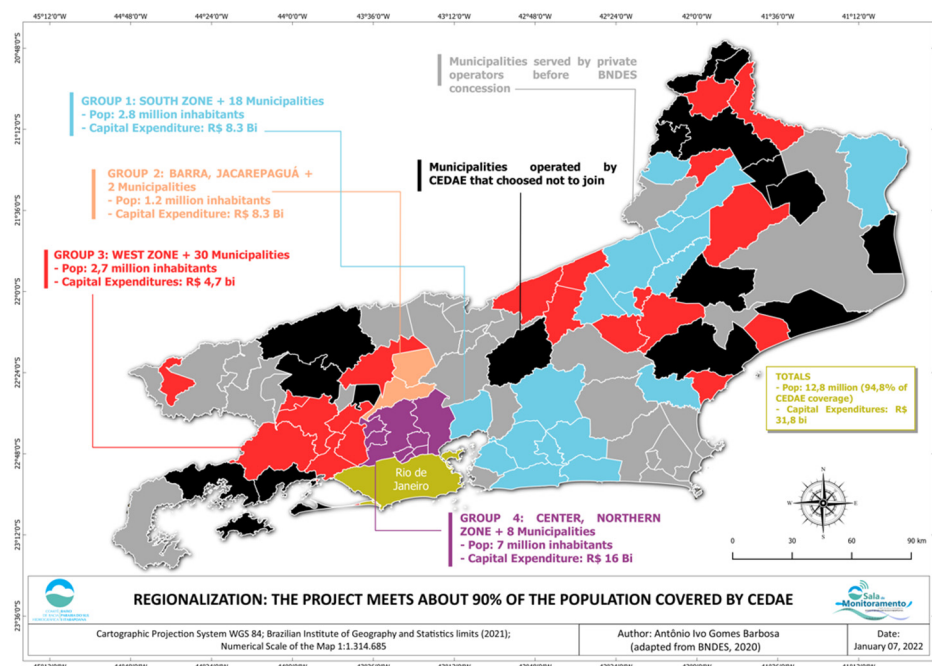 45°12'0"W 44°48'0"W 44°24'0"W 44°0'0"W 43°36'0"W 43°12'0"W 42°48'0"W 42°24'0"W 42°0'0"W 41°36'0"W 41°12'0"W
20°48'0"S
21°12'0"S
21°36'0"S
22°0'0"S
22°24'0"S
22°48'0"S
23°12'0"S
23°36'0"S
Municipalities served by private
operators before BNDES
concession
GROUP 1: SOUTH ZONE + 18 Municipalities
- Pop: 2.8 million inhabitants
- Capital Expenditure: R$ 8.3 Bi
GROUP 2: BARRA, JACAREPAGUÁ +
2 Municipalities
- Pop: 1.2 million inhabitants
- Capital Expenditure: R$ 8.3 Bi
Municipalities operated by
CEDAE that choosed not to join
GROUP 3: WEST ZONE + 30 Municipalities
- Pop: 2,7 million inhabitants
- Capital Expenditures: R$ 4,7 bi
TOTALS
- Pop: 12,8 million (94,8% of
CEDAE coverage)
- Capital Expenditures: R$
31,8 bi
Rio de
Janeiro
GROUP 4: CENTER, NORTHERN
ZONE + 8 Municipalities
- Pop: 7 million inhabitants
- Capital Expenditure: R$ 16 Bi
N
W E
S
0 30 60 90 km
REGIONALIZATION: THE PROJECT MEETS ABOUT 90% OF THE POPULATION COVERED BY CEDAE
Sala de
Monitoramento
Cartographic Projection System WGS 84; Brazilian Institute of Geography and Statistics limits (2021);
Numerical Scale of the Map 1:1.314.685
Author: Antônio Ivo Gomes Barbosa
(adapted from BNDES, 2020)
Date:
January 07, 2022